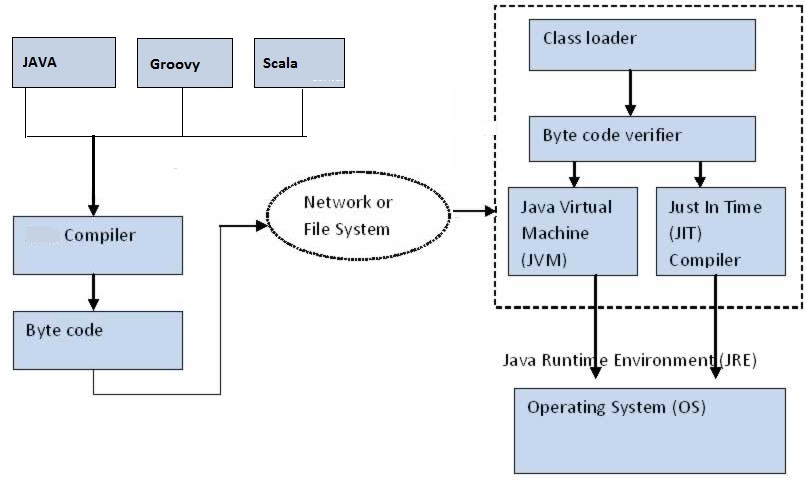 JAVA
Groovy
Scala
Compiler
Byte code
Network or
File System
Class loader
Byte code verifier
Java Virtual
Machine
(JVM)
Just In Time
(JIT)
Compiler
Java Runtime Environment (JRE)
Operating System (OS)